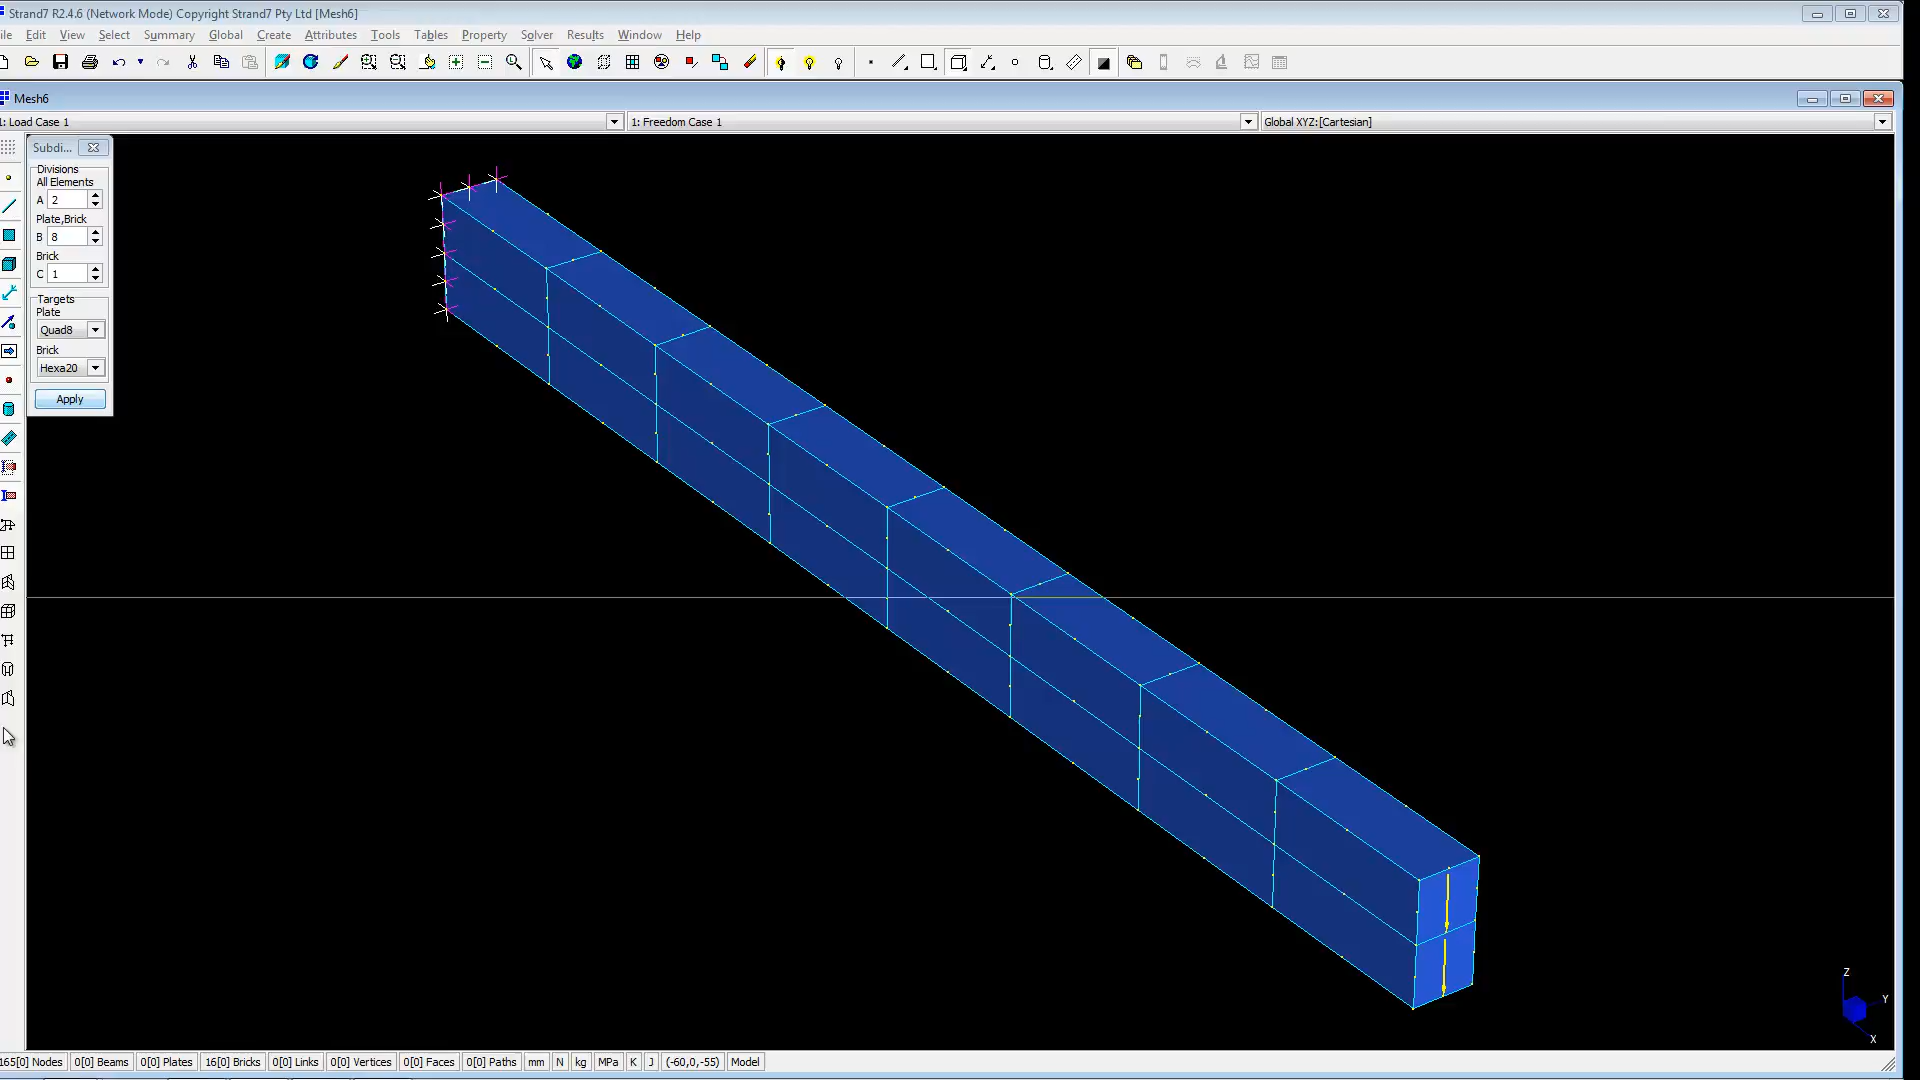 Strand7 R2.4.6 (Network Mode) Copyright Strand7 Pty Ltd [Mesh6]
ile Edit View Select Summary Global Create Attributes Tools Tables Property Solver Results Window Help
Mesh6
1: Load Case 1
1: Freedom Case 1
Global XYZ:[Cartesian]
Subdi...
Divisions
All Elements
A 2
Plate,Brick
B 8
Brick
C 1
Targets
Plate
Quad8
Brick
Hexa20
Apply
Z
Y
X
165[0] Nodes 0[0] Beams 0[0] Plates 16[0] Bricks 0[0] Links 0[0] Vertices 0[0] Faces 0[0] Paths mm N kg MPa K J (-60,0,-55) Model